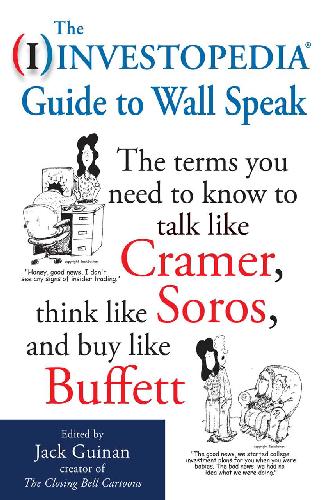 The
(I) INVESTOPEDIA®
Guide to Wall Speak
The terms you
need to know to
talk like
Cramer,
"Honey, good news, I don't
see any signs of insider trading."
think like Soros,
and buy like
Buffett
Edited by
Jack Guinan
creator of
The Closing Bell Cartoons
"The good news, we started college
investment plans for you when you were
babies. The bad news, we had no
idea what we were doing."